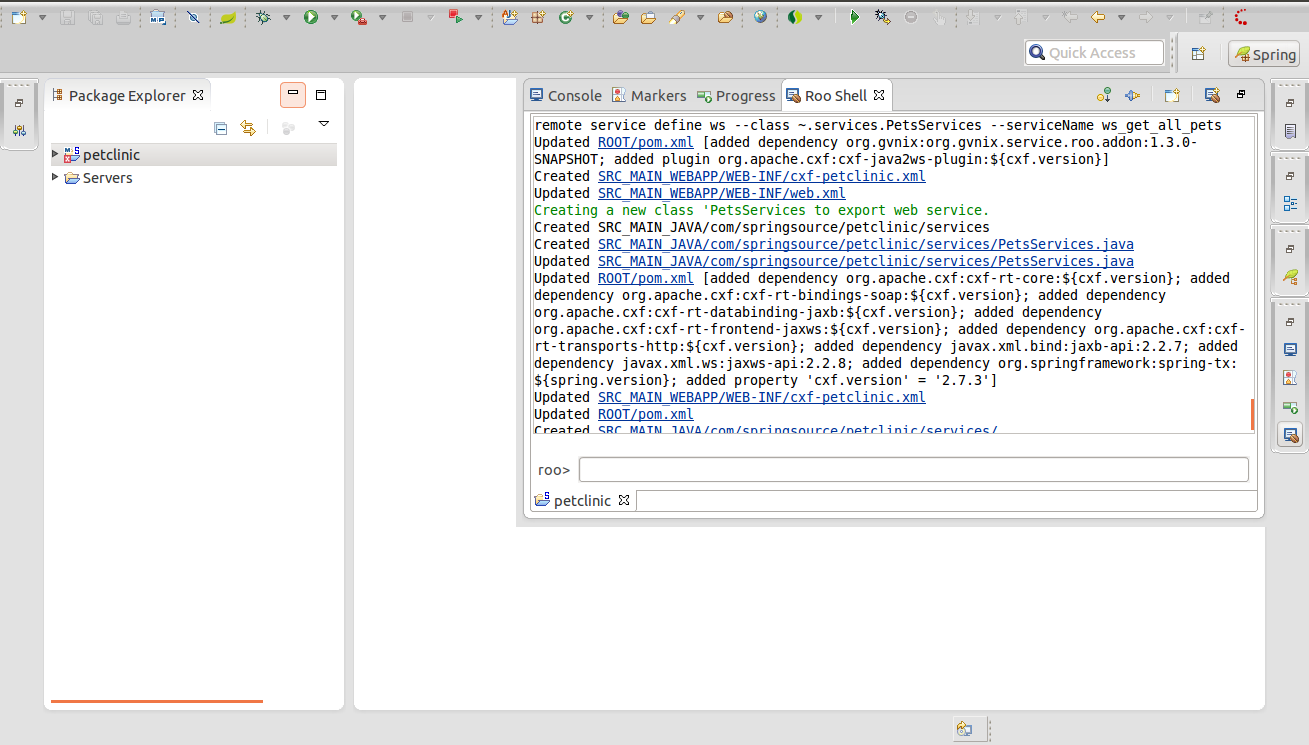 Quick Access
Spring
Package Explorer
petclinic
Servers
Console
Markers
Progress
Roo Shell
remote service define ws --class ~.services.PetsServices --serviceName ws_get_all_pets
Updated ROOT/pom.xml [added dependency org.gvnix:org.gvnix.service.roo.addon:1.3.0-
SNAPSHOT; added plugin org.apache.cxf:cxf-java2ws-plugin:${cxf.version}]
Created SRC_MAIN_WEBAPP/WEB-INF/cxf-petclinic.xml
Updated SRC_MAIN_WEBAPP/WEB-INF/web.xml
Creating a new class 'PetsServices to export web service.
Created SRC_MAIN_JAVA/com/springsource/petclinic/services
Created SRC_MAIN_JAVA/com/springsource/petclinic/services/PetsServices.java
Updated SRC_MAIN_JAVA/com/springsource/petclinic/services/PetsServices.java
Updated ROOT/pom.xml [added dependency org.apache.cxf:cxf-rt-core:${cxf.version}; added
dependency org.apache.cxf:cxf-rt-bindings-soap:${cxf.version}; added dependency
org.apache.cxf:cxf-rt-databinding-jaxb:${cxf.version}; added dependency
org.apache.cxf:cxf-rt-frontend-jaxws:${cxf.version}; added dependency org.apache.cxf:cxf-
rt-transports-http:${cxf.version}; added dependency javax.xml.bind:jaxb-api:2.2.7; added
dependency javax.xml.ws:jaxws-api:2.2.8; added dependency org.springframework:spring-tx:
${spring.version}; added property 'cxf.version' = '2.7.3']
Updated SRC_MAIN_WEBAPP/WEB-INF/cxf-petclinic.xml
Updated ROOT/pom.xml
Created SRC_MAIN_JAVA/com/springsource/petclinic/services/
roo>
petclinic